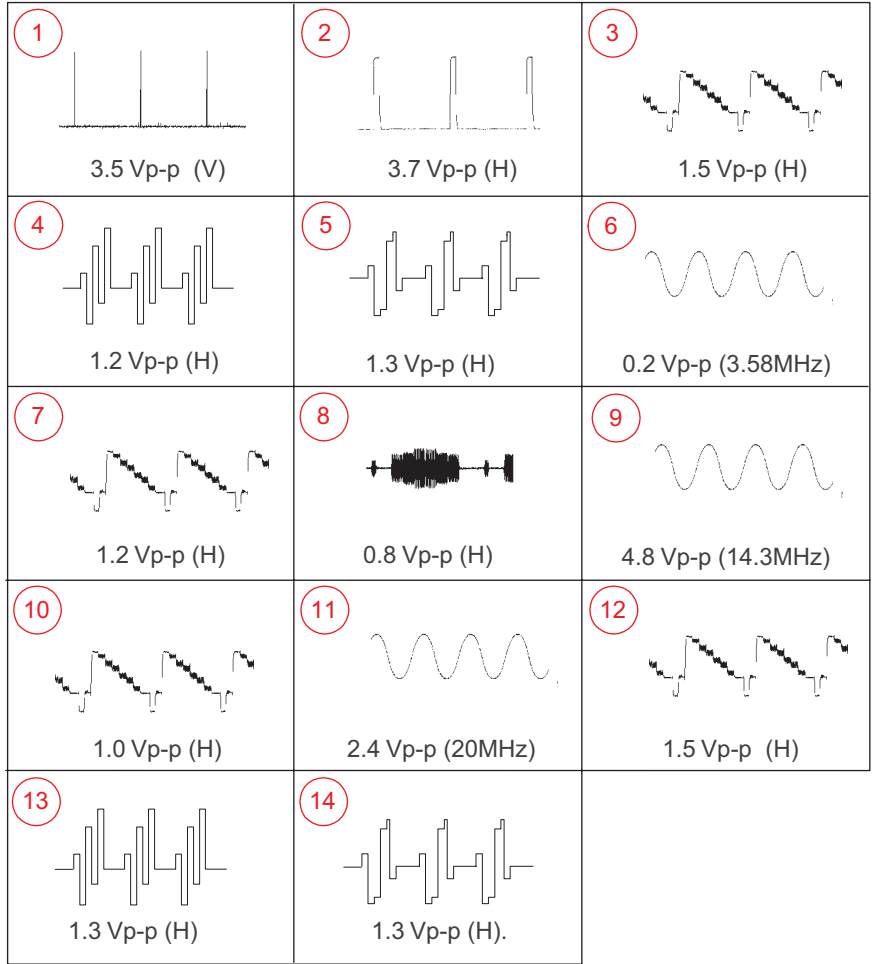 1 2 3
3.5 Vp-p (V) 3.7 Vp-p (H) 1.5 Vp-p (H)
4 5 6
1.2 Vp-p (H) 1.3 Vp-p (H) 0.2 Vp-p (3.58MHz)
7 8 9
1.2 Vp-p (H) 0.8 Vp-p (H) 4.8 Vp-p (14.3MHz)
10 11 12
1.0 Vp-p (H) 2.4 Vp-p (20MHz) 1.5 Vp-p (H)
13 14
1.3 Vp-p (H) 1.3 Vp-p (H).